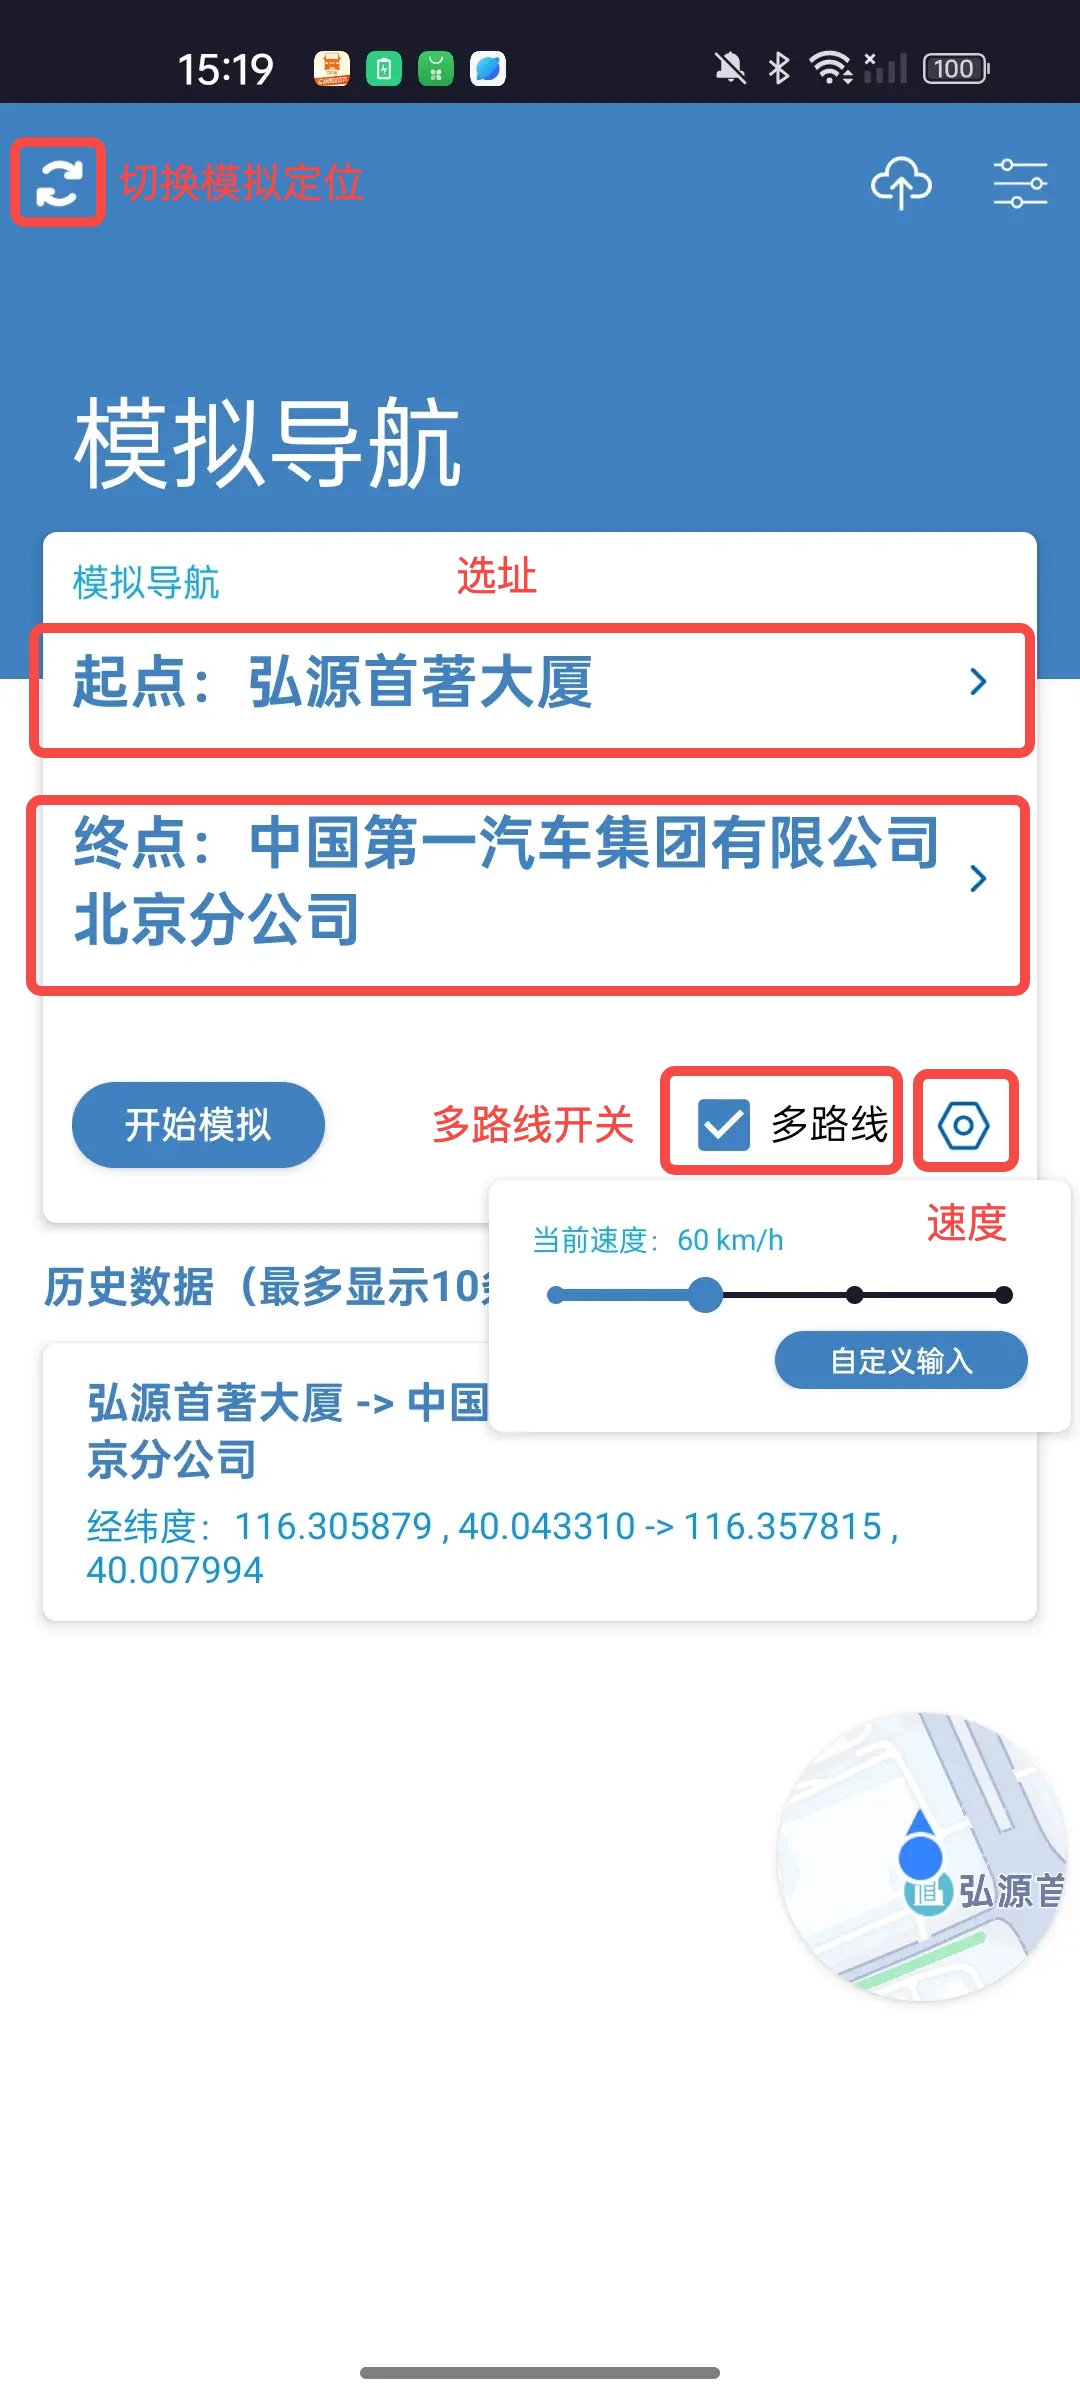 15:19
100
切换模拟定位
模拟导航
模拟导航
选址
起点：弘源首著大厦
终点：中国第一汽车集团有限公司
北京分公司
开始模拟
多路线开关
多路线
当前速度：60 km/h
速度
自定义输入
历史数据（最多显示10
弘源首著大厦 -> 中国
京分公司
经纬度：116.305879 , 40.043310 -> 116.357815 ,
40.007994
弘源首